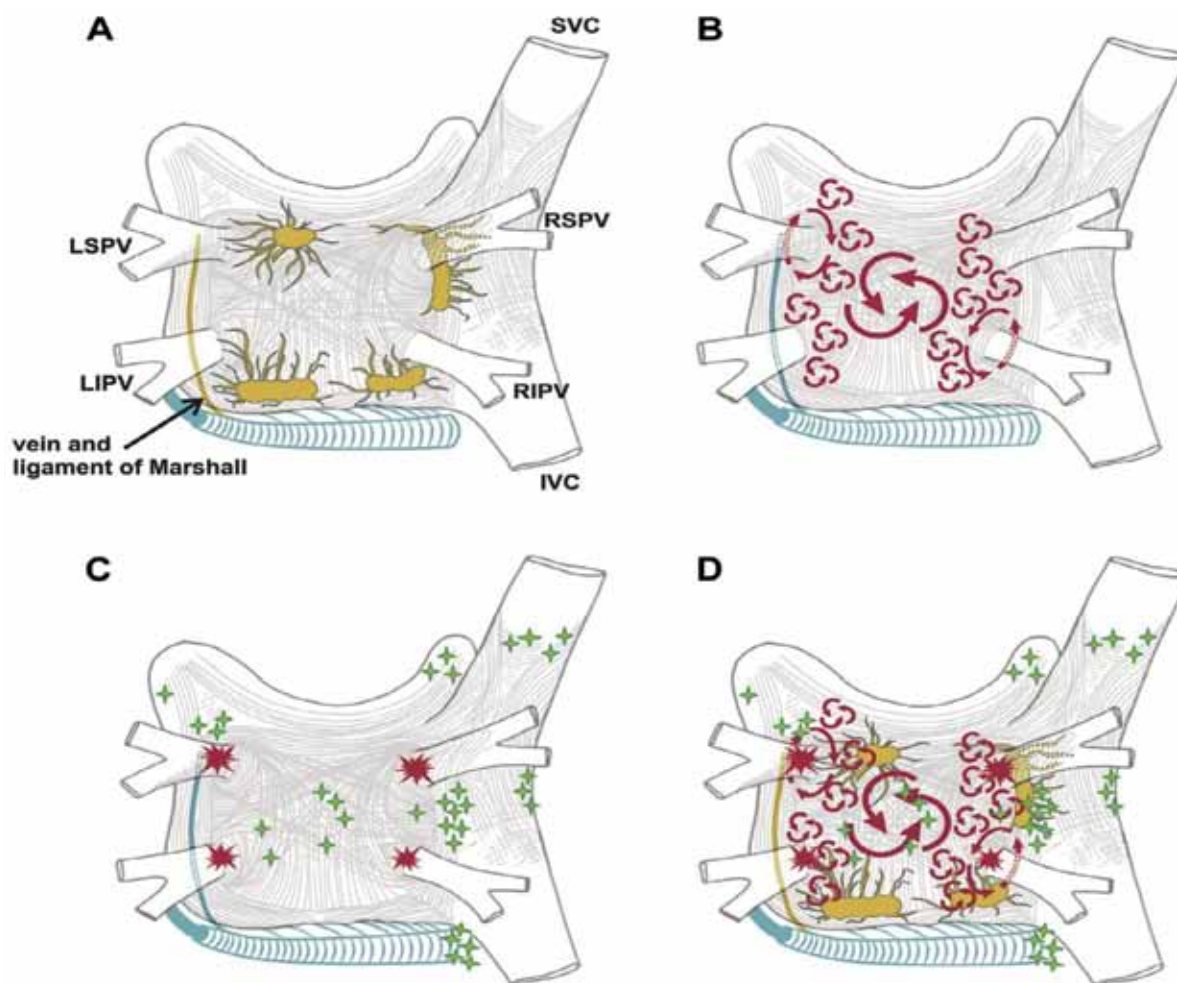 A
SVC
B
LSPV
RSPV
LIPV
RIPV
vein and
ligament of Marshall
IVC
C
D